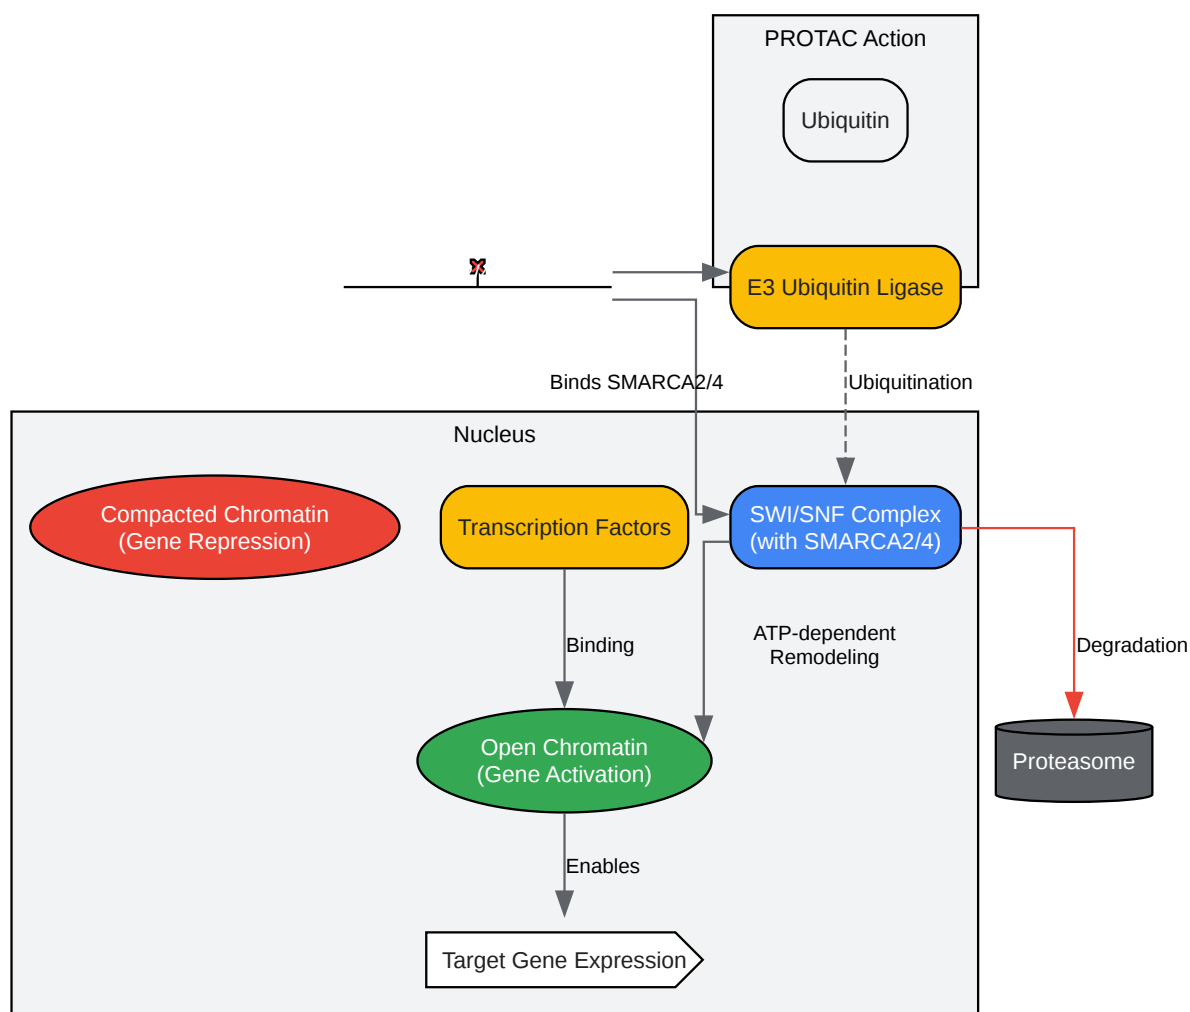 PROTAC Action
Ubiquitin
E3 Ubiquitin Ligase
Binds SMARCA2/4
Ubiquitination
Nucleus
Compacted Chromatin
(Gene Repression)
Transcription Factors
SWI/SNF Complex
(with SMARCA2/4)
Binding
ATP-dependent
Remodeling
Degradation
Open Chromatin
(Gene Activation)
Proteasome
Enables
Target Gene Expression